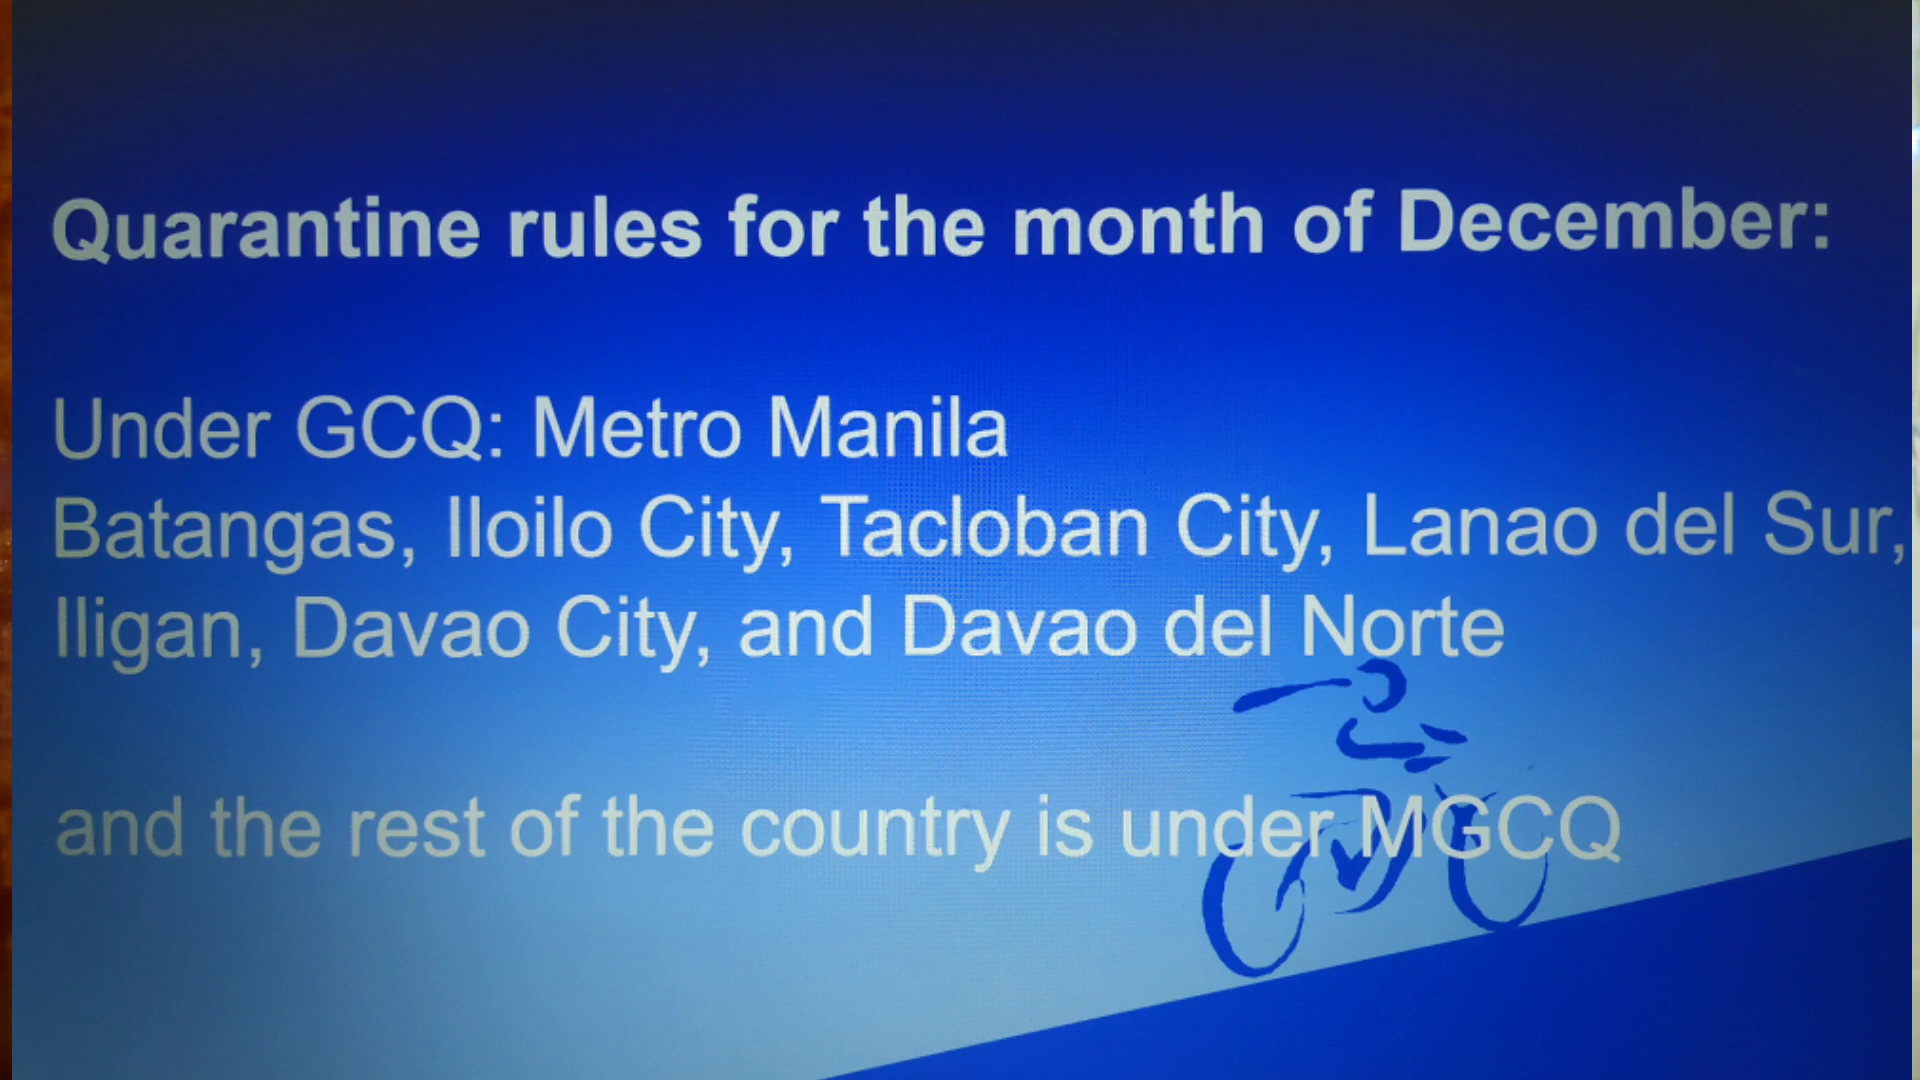 Quarantine rules for the month of December:
Under GCQ: Metro Manila
Batangas, Iloilo City, Tacloban City, Lanao del Sur,
Iligan, Davao City, and Davao del Norte
and the rest of the country is under MGCQ